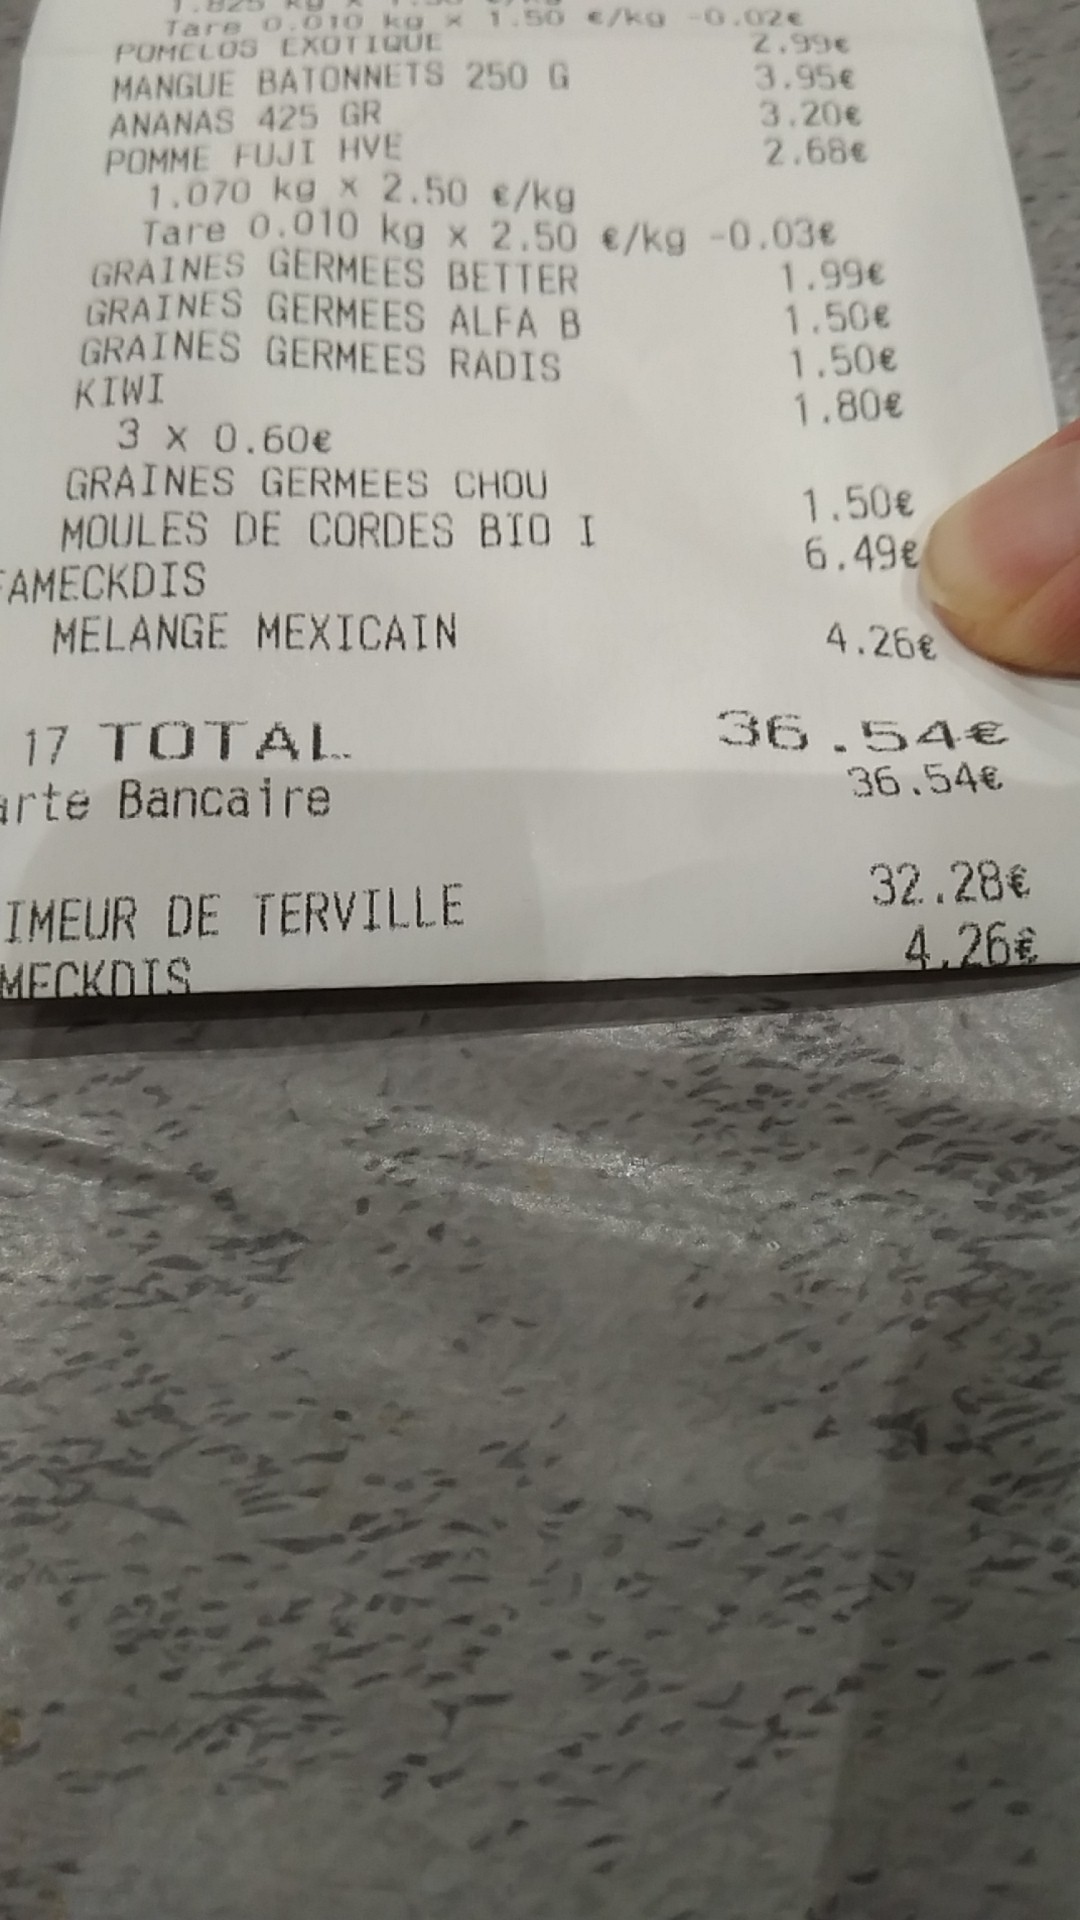 Tare 0.010 kg x 1.50 €/kg -0.02€
POMELOS EXOTIQUE 2.99€
MANGUE BATONNETS 250 G 3.95€
ANANAS 425 GR 3.20€
POMME FUJI HVE 2.68€
1.070 kg x 2.50 €/kg
Tare 0.010 kg x 2.50 €/kg -0.03€
GRAINES GERMEES BETTER 1.99€
GRAINES GERMEES ALFA B 1.50€
GRAINES GERMEES RADIS 1.50€
KIWI 1.80€
3 x 0.60€
GRAINES GERMEES CHOU 1.50€
MOULES DE CORDES BIO I 6.49€
FAMECKDIS
MELANGE MEXICAIN 4.26€
17 TOTAL 36.54€
arte Bancaire 36.54€
IMEUR DE TERVILLE 32.28€
MECKDIS 4.26€